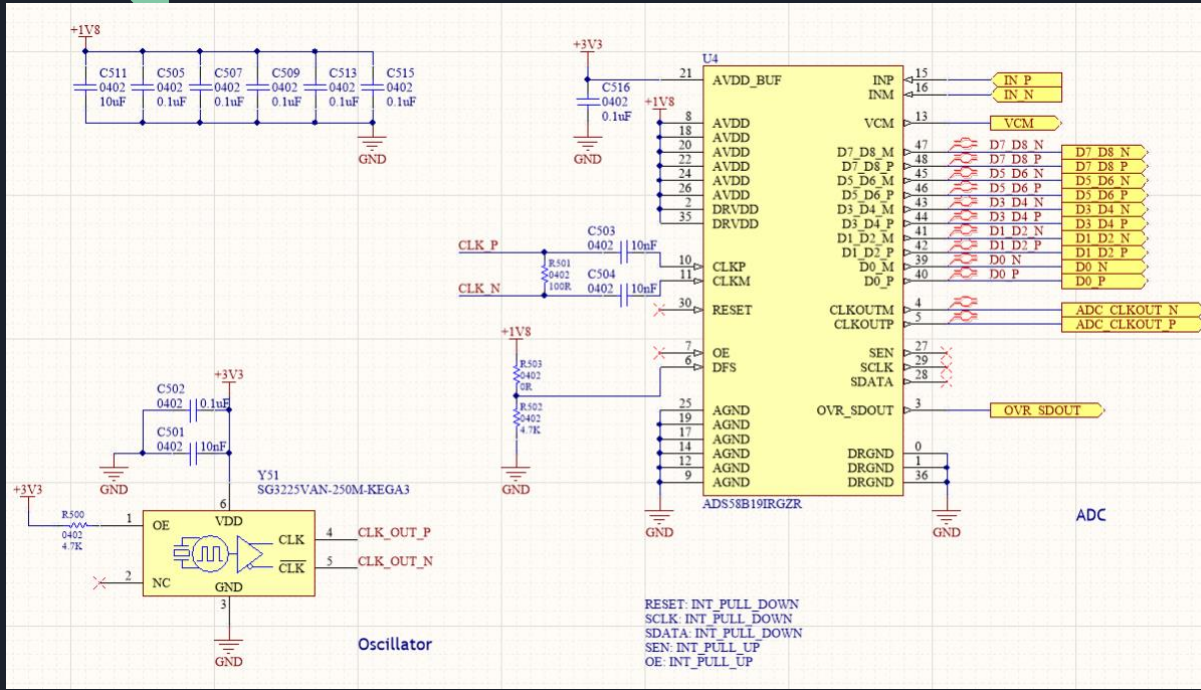 +1V8
C511
0402
10uF
C505
0402
0.1uF
C507
0402
0.1uF
C509
0402
0.1uF
C513
0402
0.1uF
C515
0402
0.1uF
GND
+3V3
C516
0402
0.1uF
GND
+1V8
U4
21 AVDD_BUF
8 AVDD
18 AVDD
20 AVDD
22 AVDD
24 AVDD
26 AVDD
2 DRVDD
35 DRVDD
10 CLKP
11 CLKM
30 RESET
7 OE
6 DFS
25 AGND
19 AGND
17 AGND
14 AGND
12 AGND
9 AGND
INP 15 IN_P
INM 16 IN_N
VCM 13 VCM
D7_D8_M 47 D7_D8_N D7_D8_N
D7_D8_P 48 D7_D8_P D7_D8_P
D5_D6_M 45 D5_D6_N D5_D6_N
D5_D6_P 46 D5_D6_P D5_D6_P
D3_D4_M 43 D3_D4_N D3_D4_N
D3_D4_P 44 D3_D4_P D3_D4_P
D1_D2_M 41 D1_D2_N D1_D2_N
D1_D2_P 42 D1_D2_P D1_D2_P
D0_M 39 D0_N D0_N
D0_P 40 D0_P D0_P
CLKOUTM 4 ADC_CLKOUT_N
CLKOUTP 5 ADC_CLKOUT_P
SEN 27
SCLK 29
SDATA 28
OVR_SDOUT 3 OVR_SDOUT
DRGND 0
DRGND 1
DRGND 36
ADS58B19IRGZR
GND
GND
ADC
CLK_P
CLK_N
R501
0402
100R
C503
0402 10nF
C504
0402 10nF
+1V8
R503
0402
0R
R502
0402
4.7K
GND
+3V3
C502
0402 0.1uF
C501
0402 10nF
GND
+3V3
R500
0402
4.7K
Y51
SG3225VAN-250M-KEGA3
6 VDD
1 OE
2 NC
GND 3
CLK 4 CLK_OUT_P
CLK 5 CLK_OUT_N
GND
Oscillator
RESET: INT_PULL_DOWN
SCLK: INT_PULL_DOWN
SDATA: INT_PULL_DOWN
SEN: INT_PULL_UP
OE: INT_PULL_UP